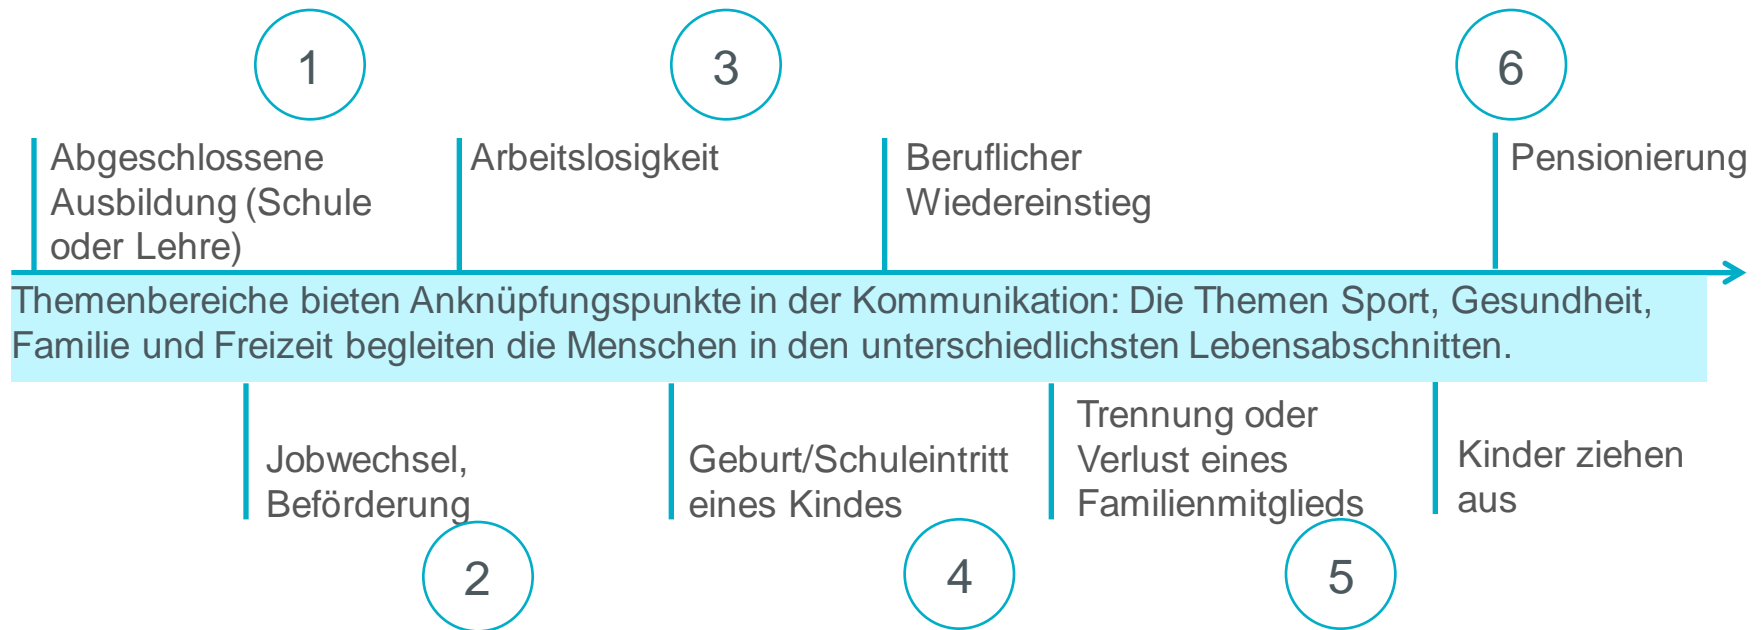 1
3
6
Abgeschlossene
Ausbildung (Schule
oder Lehre)
Arbeitslosigkeit
Beruflicher
Wiedereinstieg
Pensionierung
Themenbereiche bieten Anknüpfungspunkte in der Kommunikation: Die Themen Sport, Gesundheit,
Familie und Freizeit begleiten die Menschen in den unterschiedlichsten Lebensabschnitten.
Jobwechsel,
Beförderung
Geburt/Schuleintritt
eines Kindes
Trennung oder
Verlust eines
Familienmitglieds
Kinder ziehen
aus
2
4
5